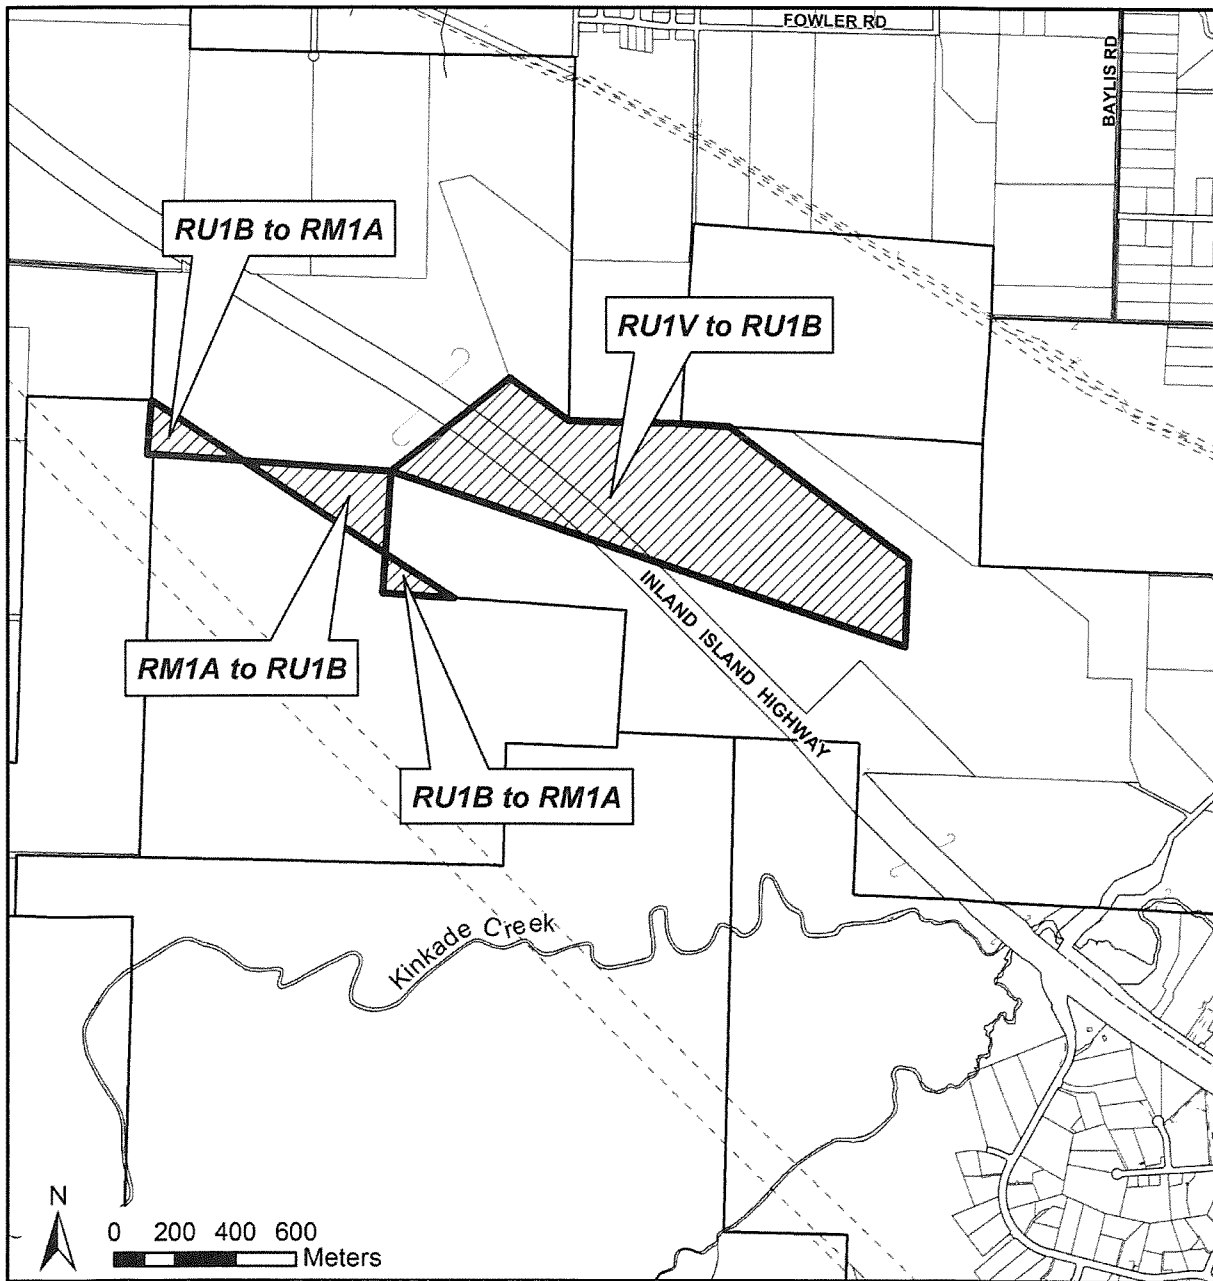 FOWLER RD
BAYLIS RD
RU1B to RM1A
RU1V to RU1B
INLAND ISLAND HIGHWAY
RM1A to RU1B
RU1B to RM1A
Kinkade Creek
N
0 200 400 600
Meters